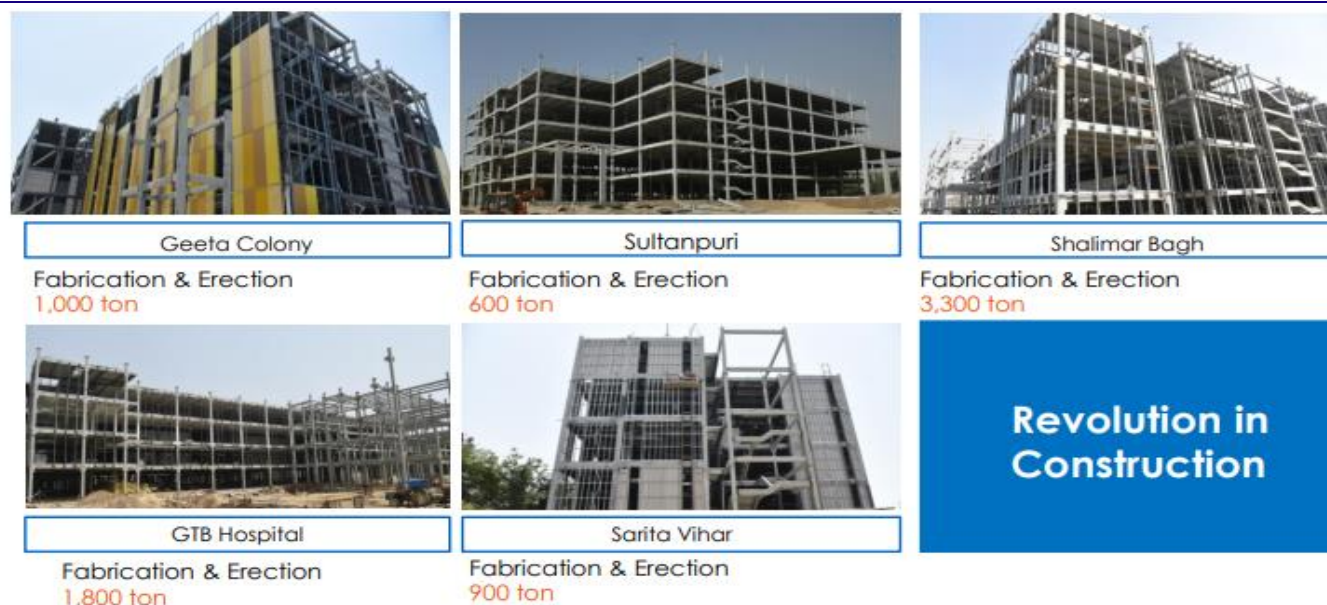 Geeta Colony
Fabrication & Erection
1,000 ton
Sultanpuri
Fabrication & Erection
600 ton
Shalimar Bagh
Fabrication & Erection
3,300 ton
GTB Hospital
Fabrication & Erection
1,800 ton
Sarita Vihar
Fabrication & Erection
900 ton
Revolution in
Construction